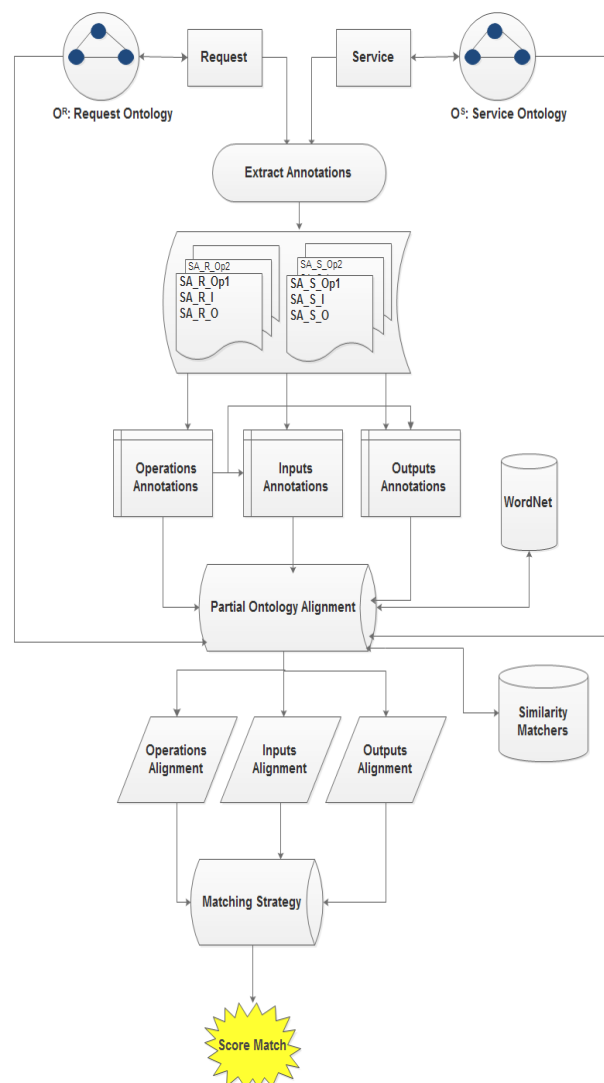 Request
Service
Oᴿ: Request Ontology
Oˢ: Service Ontology
Extract Annotations
SA_R_Op2
SA_R_Op1
SA_R_I
SA_R_O
SA_S_Op2
SA_S_Op1
SA_S_I
SA_S_O
Operations
Annotations
Inputs
Annotations
Outputs
Annotations
WordNet
Partial Ontology Alignment
Similarity
Matchers
Operations
Alignment
Inputs
Alignment
Outputs
Alignment
Matching Strategy
Score Match